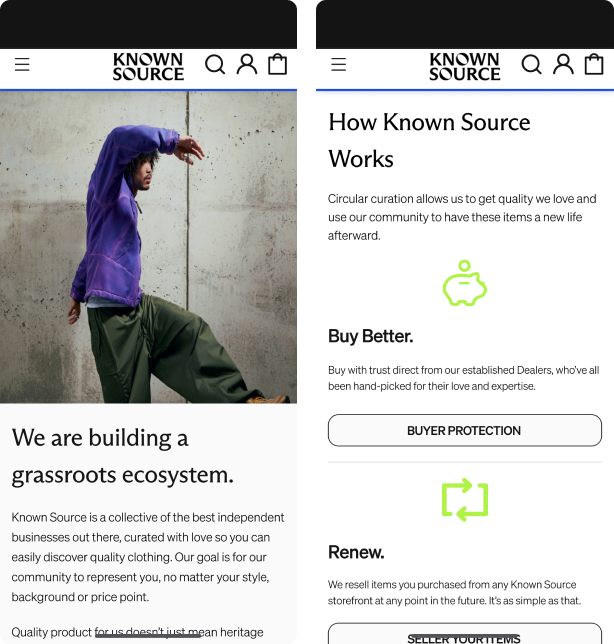 KNOWN
SOURCE
We are building a
grassroots ecosystem.
Known Source is a collective of the best independent
businesses out there, curated with love so you can
easily discover quality clothing. Our goal is for our
community to represent you, no matter your style,
background or price point.
Quality product for us doesn't just mean heritage
KNOWN
SOURCE
How Known Source
Works
Circular curation allows us to get quality we love and
use our community to have these items a new life
afterward.
Buy Better.
Buy with trust direct from our established Dealers, who've all
been hand-picked for their love and expertise.
BUYER PROTECTION
Renew.
We resell items you purchased from any Known Source
storefront at any point in the future. It's as simple as that.
SELLER YOUR ITEMS